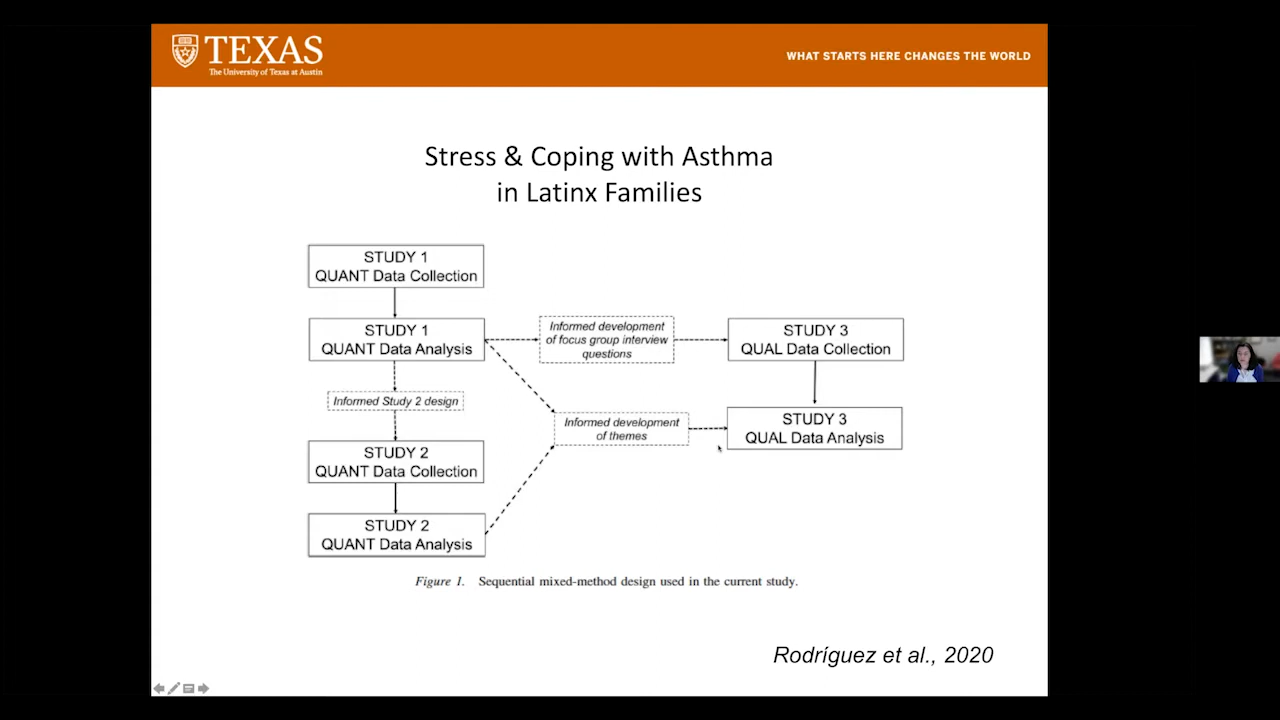 TEXAS
The University of Texas at Austin
WHAT STARTS HERE CHANGES THE WORLD
Stress & Coping with Asthma
in Latinx Families
STUDY 1
QUANT Data Collection
STUDY 1
QUANT Data Analysis
Informed development
of focus group interview
questions
STUDY 3
QUAL Data Collection
Informed Study 2 design
Informed development
of themes
STUDY 3
QUAL Data Analysis
STUDY 2
QUANT Data Collection
STUDY 2
QUANT Data Analysis
Figure 1. Sequential mixed-method design used in the current study.
Rodríguez et al., 2020